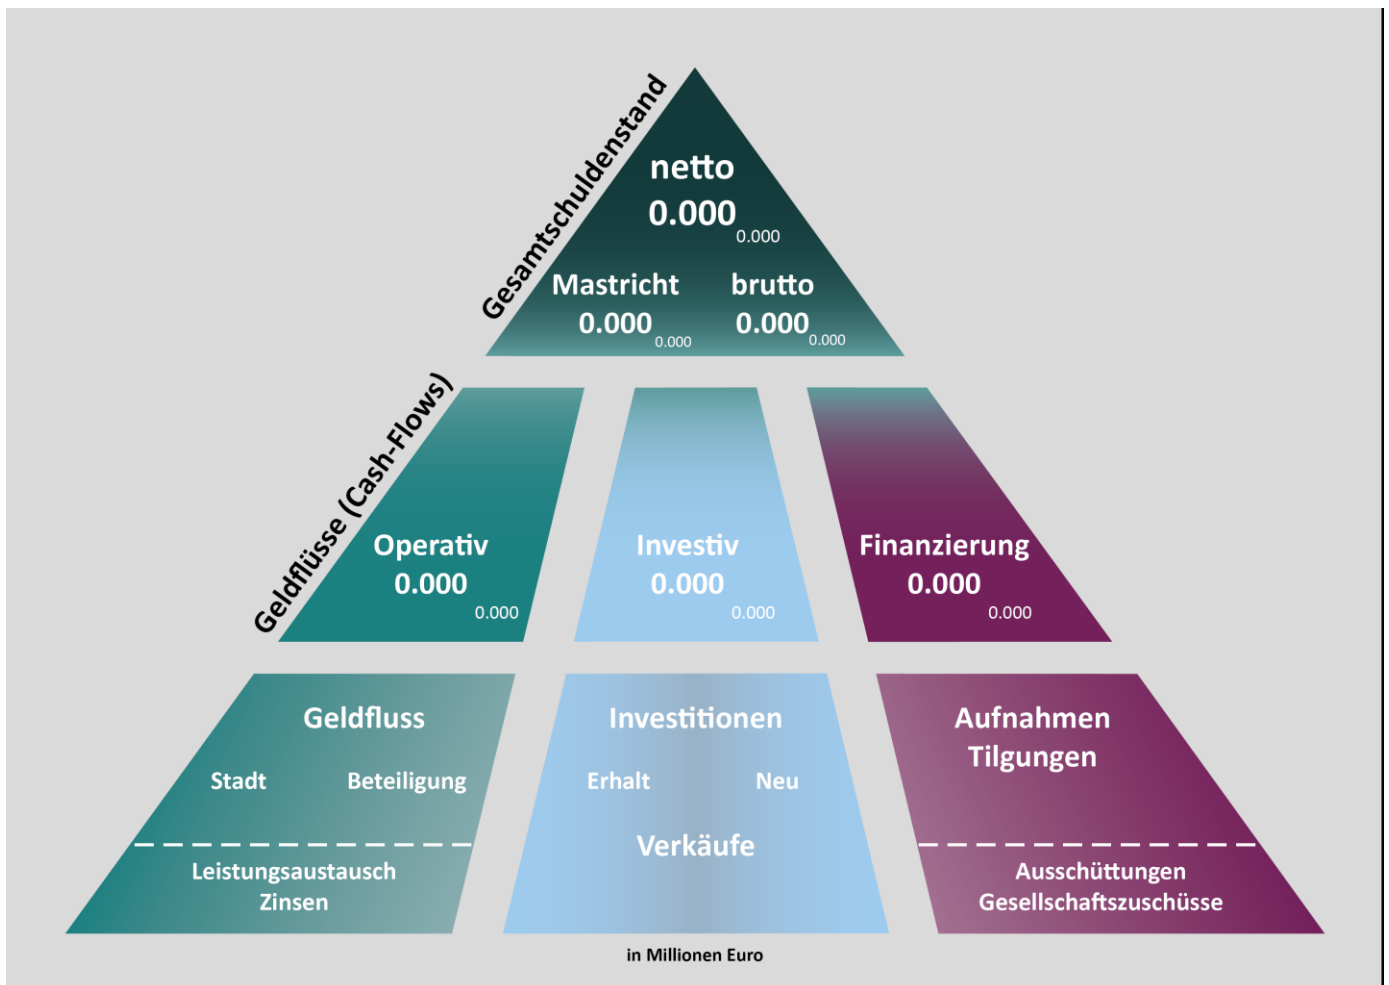 Gesamtschuldenstand
netto
0.000
0.000
Mastricht brutto
0.000 0.000
0.000 0.000
Geldflüsse (Cash-Flows)
Operativ Investiv Finanzierung
0.000 0.000 0.000
0.000 0.000 0.000
Geldfluss
Stadt Beteiligung
Leistungsaustausch
Zinsen
Investitionen
Erhalt Neu
Verkäufe
Aufnahmen
Tilgungen
Ausschüttungen
Gesellschaftszuschüsse
in Millionen Euro